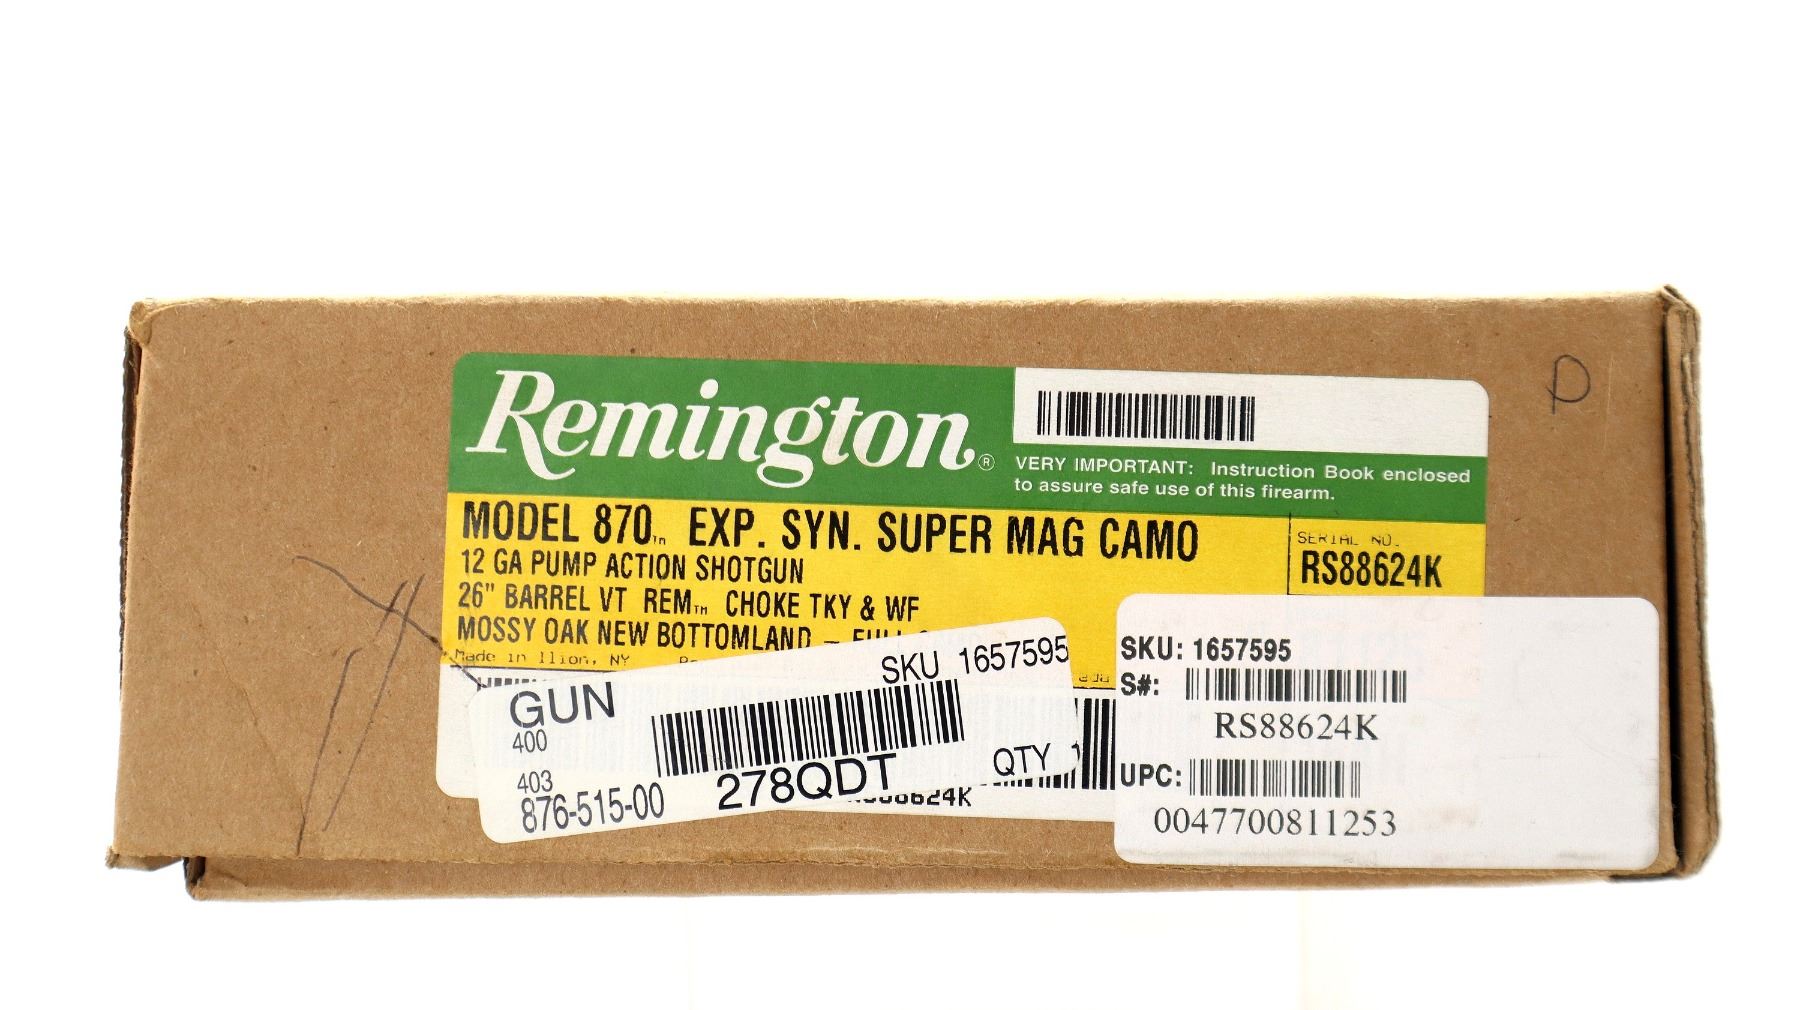 Remington®
VERY IMPORTANT: Instruction Book enclosed
to assure safe use of this firearm.
MODEL 870™ EXP. SYN. SUPER MAG CAMO
12 GA PUMP ACTION SHOTGUN
26" BARREL VT REM™ CHOKE TKY & WF
MOSSY OAK NEW BOTTOMLAND –
Made in Ilion, NY
SERIAL NO.
RS88624K
GUN
SKU 1657595
400
403
876-515-00
278QDT
QTY 1
SKU: 1657595
S#:
RS88624K
UPC:
0047700811253
D